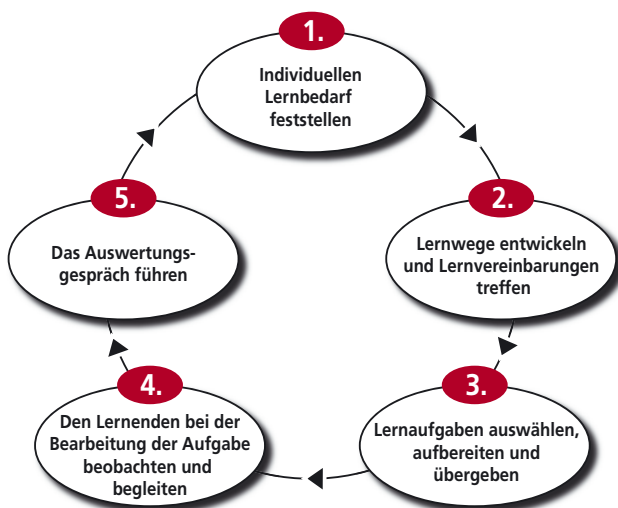 1.
Individuellen
Lernbedarf
feststellen
2.
Lernwege entwickeln
und Lernvereinbarungen
treffen
3.
Lernaufgaben auswählen,
aufbereiten und
übergeben
4.
Den Lernenden bei der
Bearbeitung der Aufgabe
beobachten und
begleiten
5.
Das Auswertungs-
gespräch führen